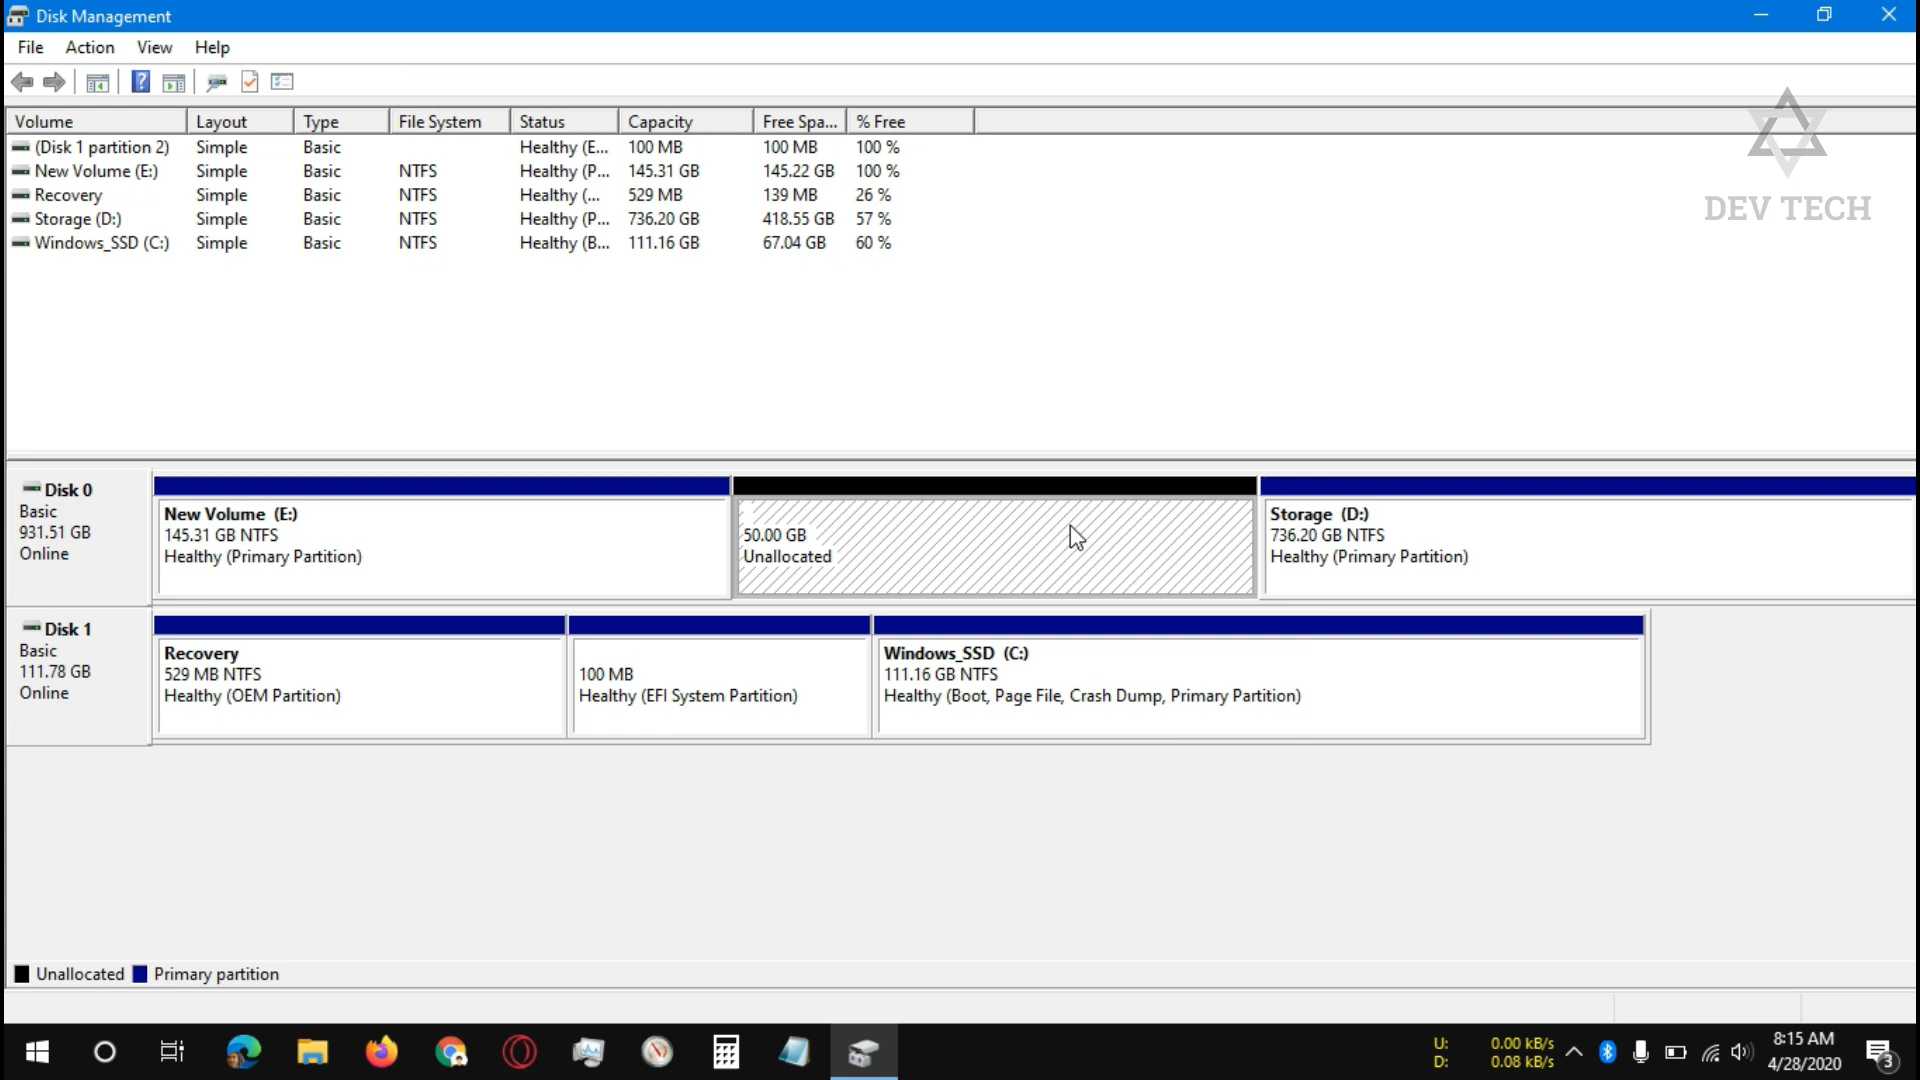 Disk Management
File Action View Help
Volume Layout Type File System Status Capacity Free Spa... % Free
(Disk 1 partition 2) Simple Basic Healthy (E... 100 MB 100 MB 100 %
New Volume (E:) Simple Basic NTFS Healthy (P... 145.31 GB 145.22 GB 100 %
Recovery Simple Basic NTFS Healthy (... 529 MB 139 MB 26 %
Storage (D:) Simple Basic NTFS Healthy (P... 736.20 GB 418.55 GB 57 %
Windows_SSD (C:) Simple Basic NTFS Healthy (B... 111.16 GB 67.04 GB 60 %
DEV TECH
Disk 0
Basic
931.51 GB
Online
New Volume (E:)
145.31 GB NTFS
Healthy (Primary Partition)
50.00 GB
Unallocated
Storage (D:)
736.20 GB NTFS
Healthy (Primary Partition)
Disk 1
Basic
111.78 GB
Online
Recovery
529 MB NTFS
Healthy (OEM Partition)
100 MB
Healthy (EFI System Partition)
Windows_SSD (C:)
111.16 GB NTFS
Healthy (Boot, Page File, Crash Dump, Primary Partition)
Unallocated Primary partition
U: 0.00 kB/s
D: 0.08 kB/s
8:15 AM
4/28/2020
3